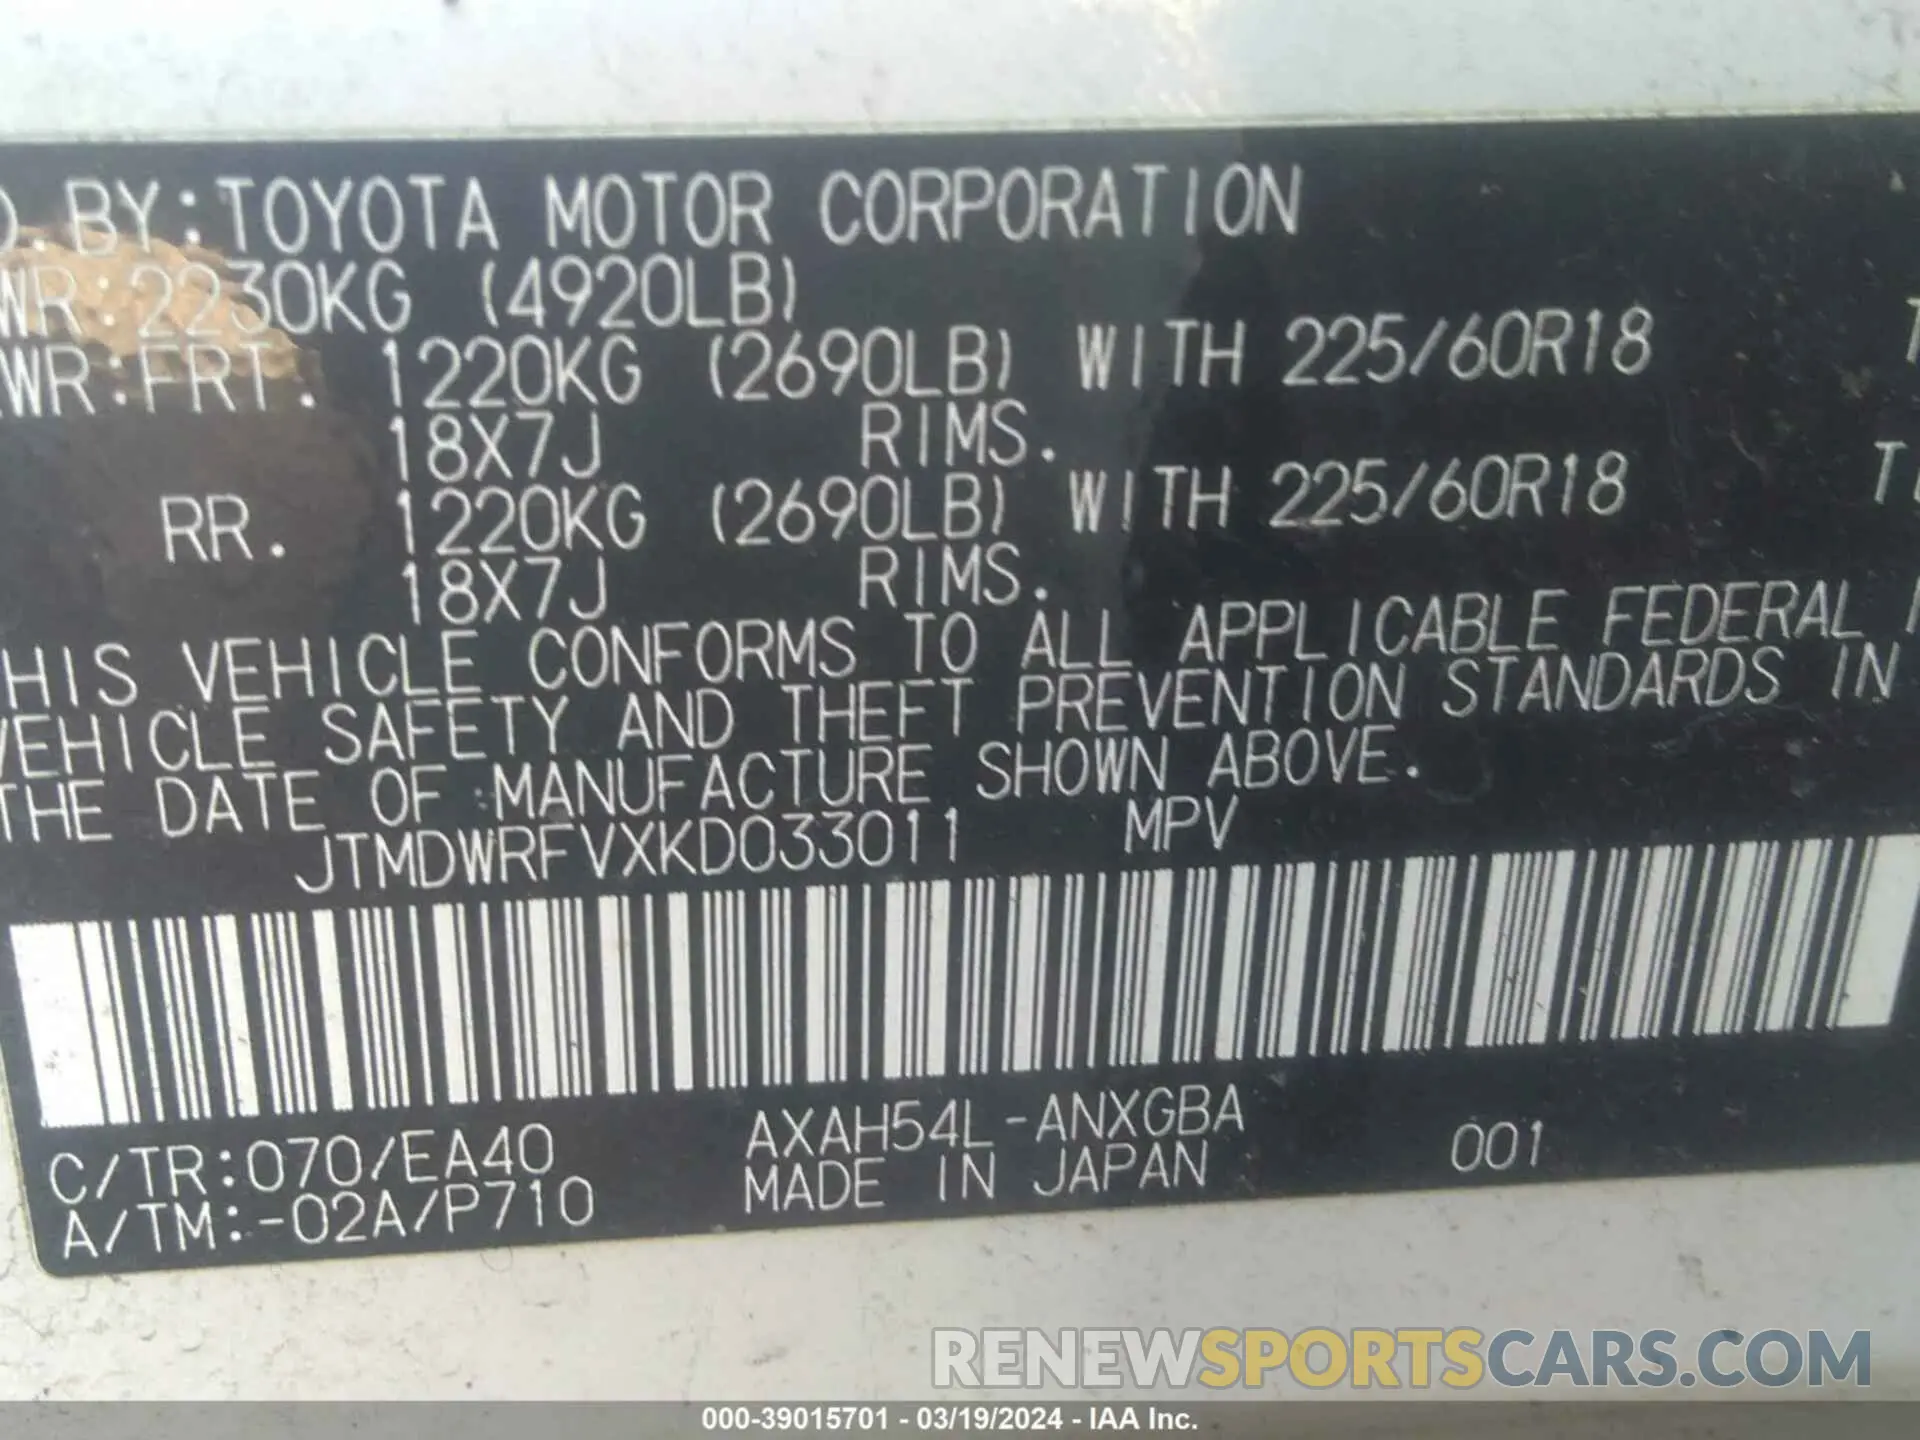 D BY:TOYOTA MOTOR CORPORATION
WR:2230KG (4920LB)
WR:FRT. 1220KG (2690LB) WITH 225/60R18 T
18X7J RIMS.
RR. 1220KG (2690LB) WITH 225/60R18 TI
18X7J RIMS.
HIS VEHICLE CONFORMS TO ALL APPLICABLE FEDERAL
VEHICLE SAFETY AND THEFT PREVENTION STANDARDS IN
THE DATE OF MANUFACTURE SHOWN ABOVE.
JTMDWRFVXKD033011 MPV
C/TR:070/EA40 AXAH54L-ANXGBA
A/TM:-02A/P710 MADE IN JAPAN 001
RENEWSPORTSCARS.COM
000-39015701 - 03/19/2024 - IAA Inc.